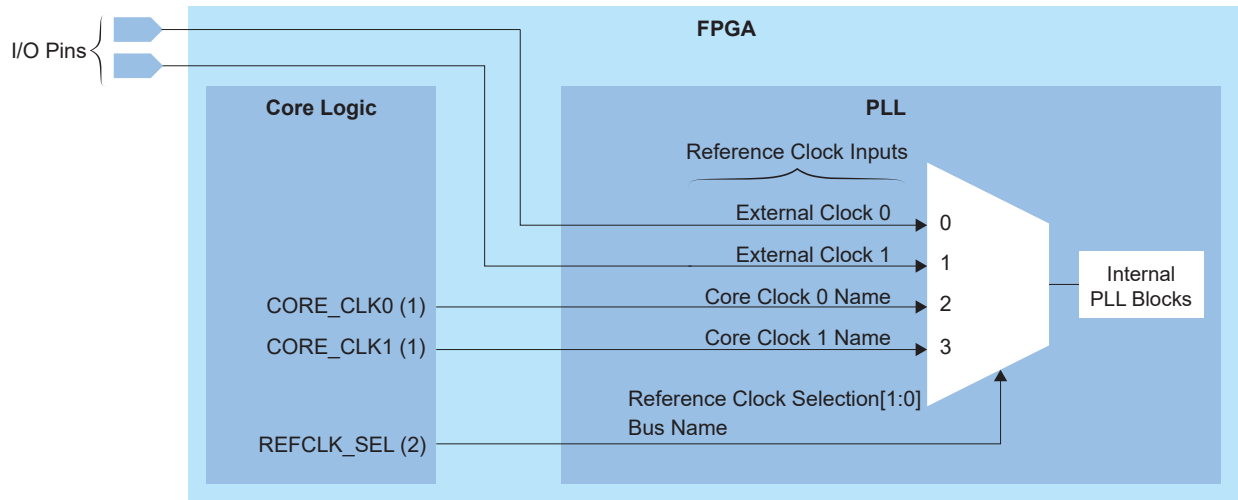 FPGA
I/O Pins
Core Logic
PLL
Reference Clock Inputs
External Clock 0
0
External Clock 1
1
Internal
PLL Blocks
CORE_CLK0 (1)
Core Clock 0 Name
2
CORE_CLK1 (1)
Core Clock 1 Name
3
Reference Clock Selection[1:0]
Bus Name
REFCLK_SEL (2)